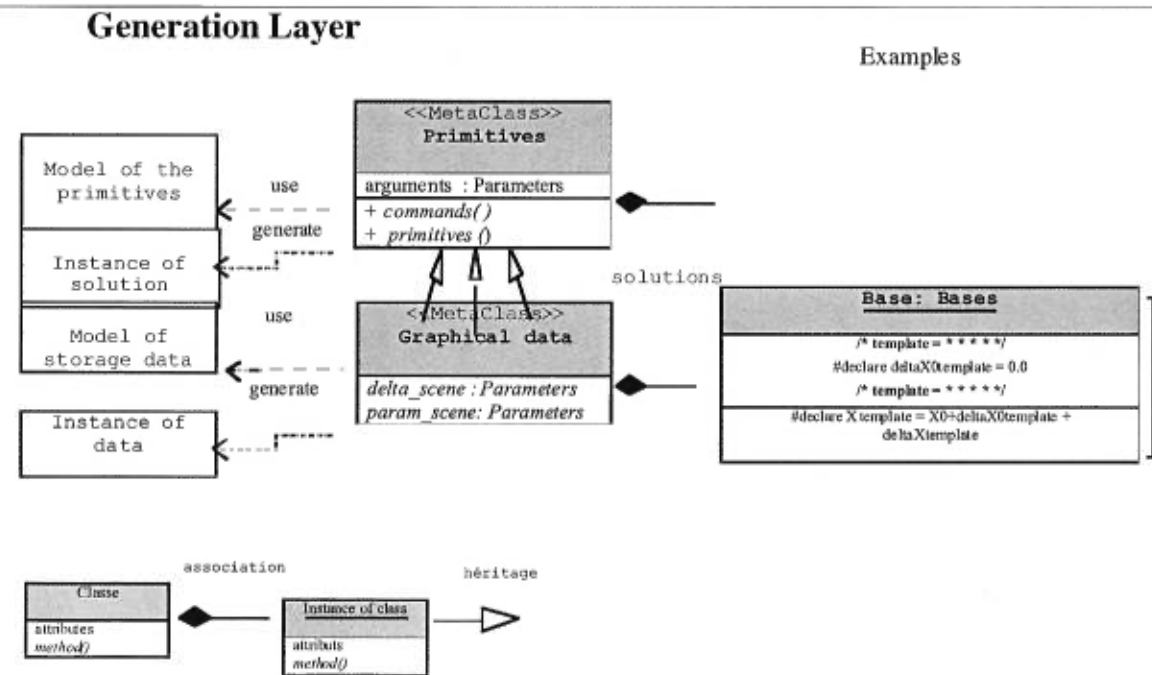 Generation Layer
Examples
<<MetaClass>>
Primitives
arguments : Parameters
+ commands()
+ primitives ()
Model of the
primitives
use
generate
Instance of
solution
solutions
<<MetaClass>>
Graphical data
delta_scene : Parameters
param_scene: Parameters
use
Model of
storage data
generate
Instance of
data
Base: Bases
/* template = * * * * */
#declare deltaX0template = 0.0
/* template = * * * * */
#declare Xtemplate = X0+deltaX0template +
deltaXtemplate
association
héritage
Classe
attributes
method()
Instance of class
attributs
method()